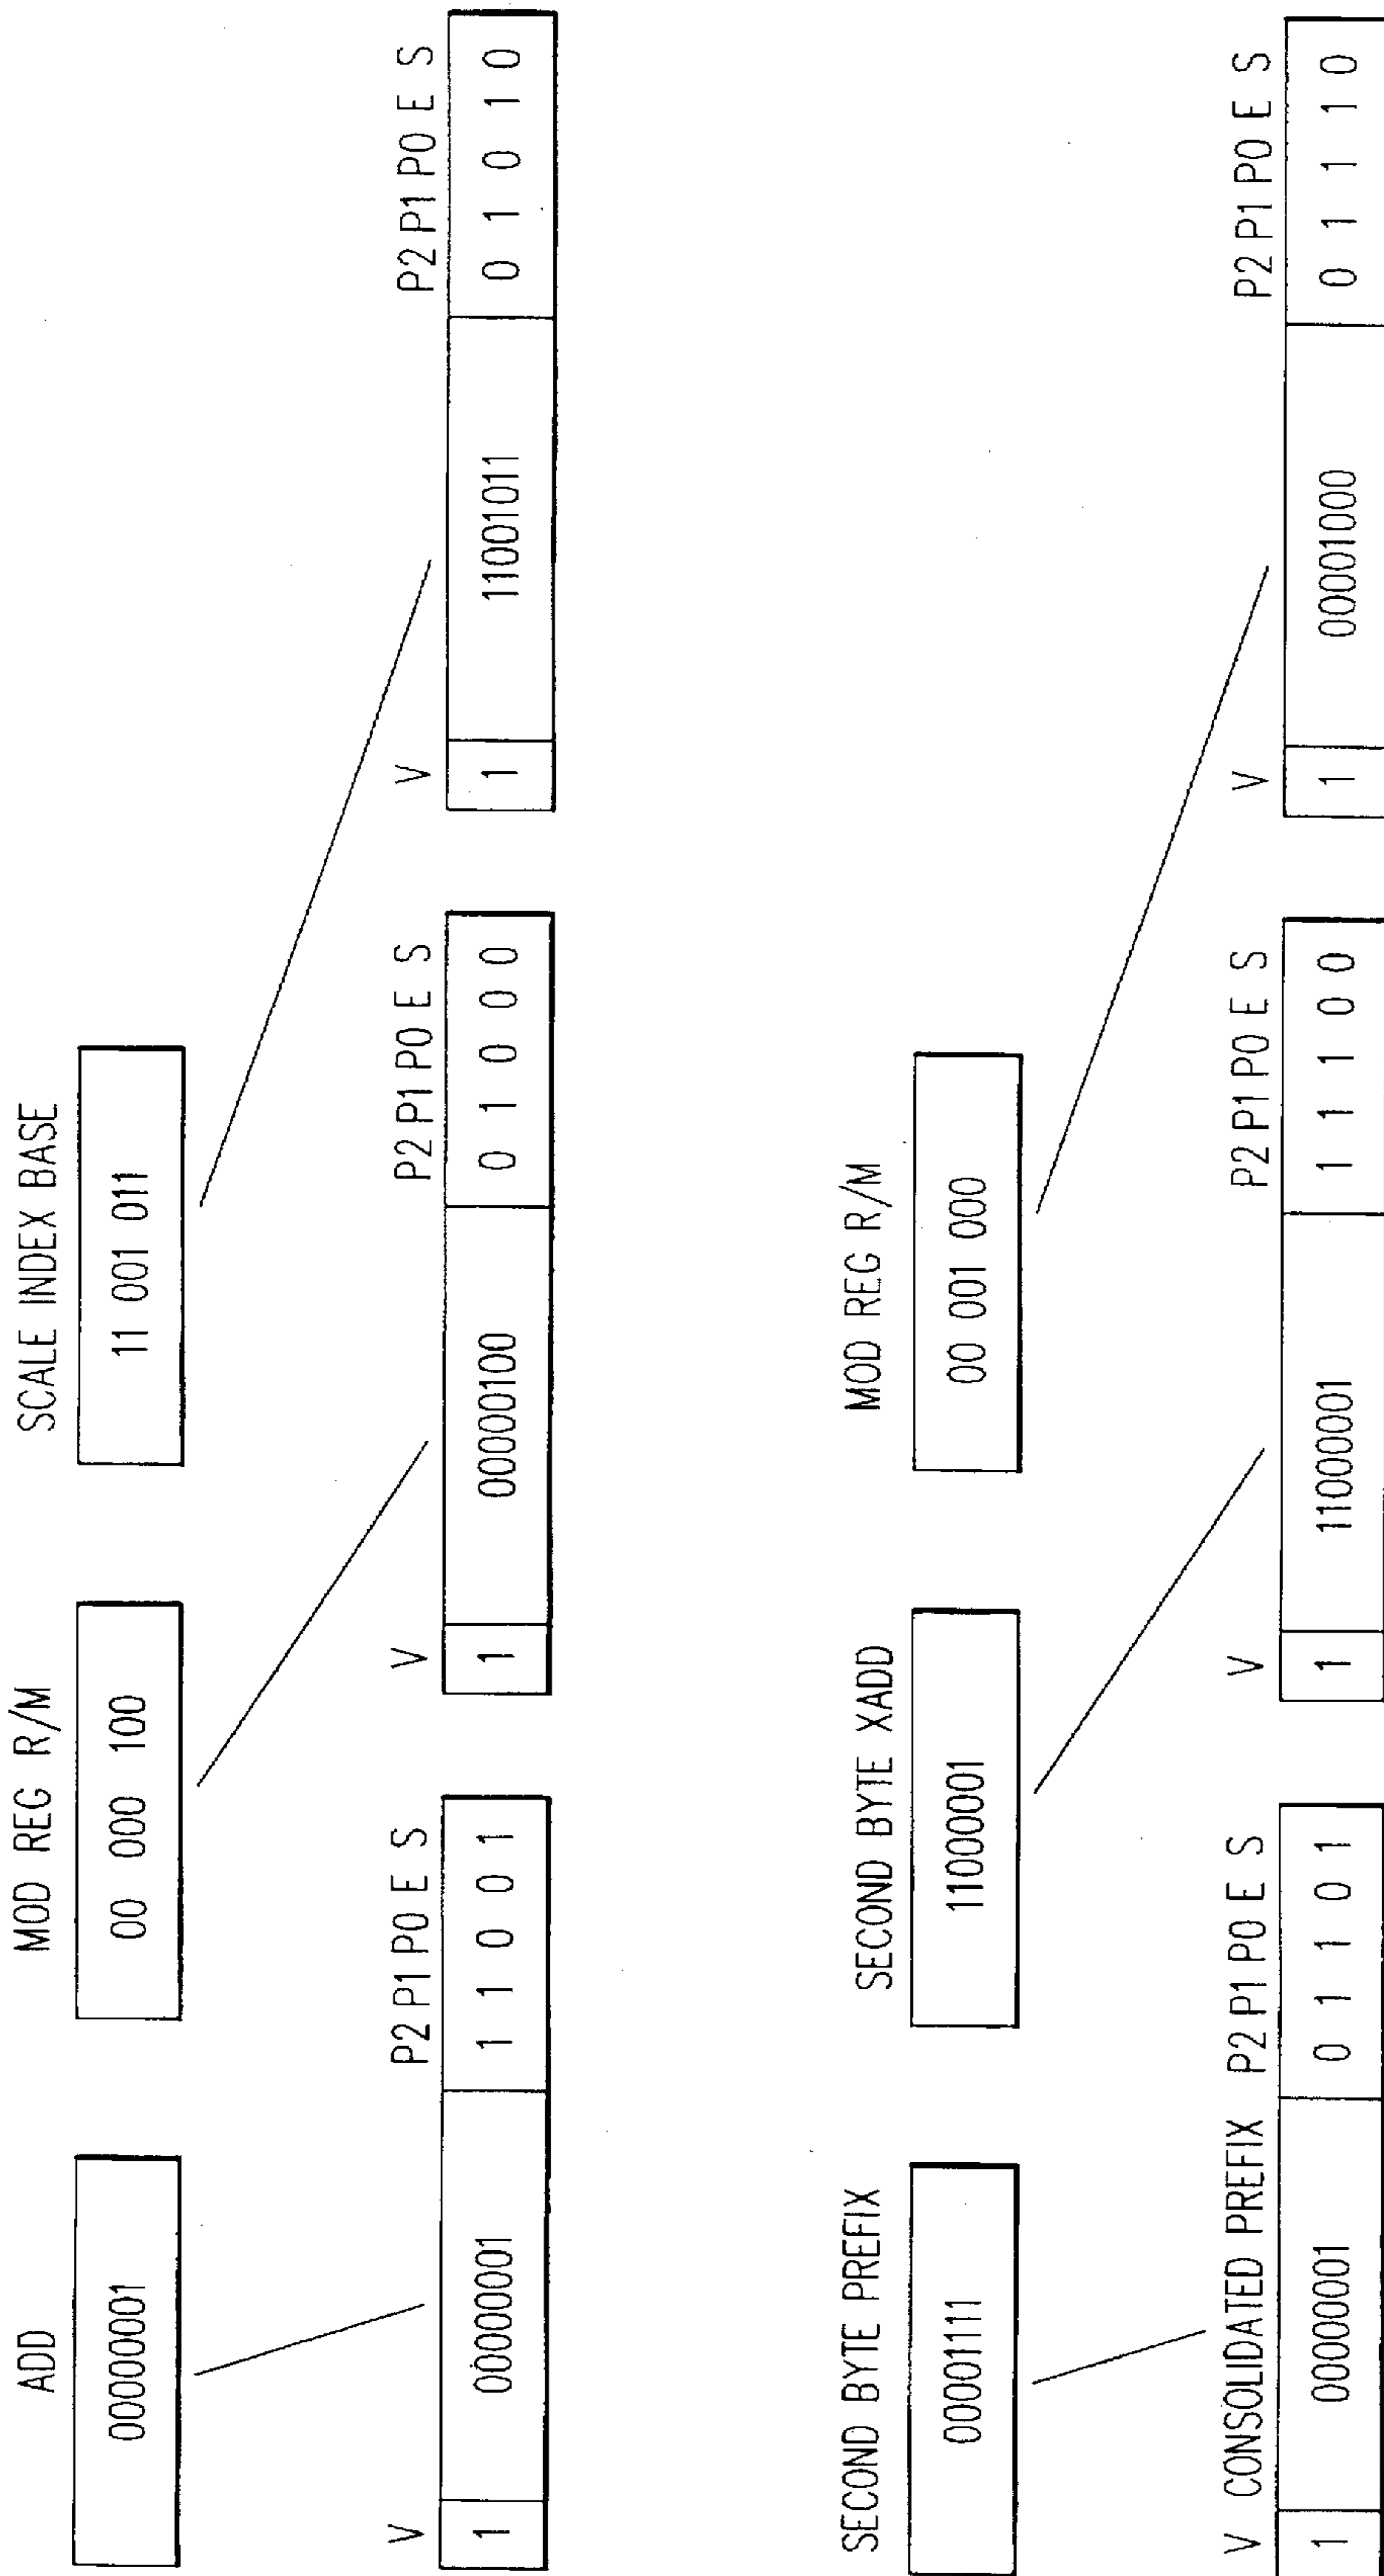 ADD MOD REG R/M SCALE INDEX BASE
00000001 00 000 100 11 001 011
V P2 P1 P0 E S V P2 P1 P0 E S V P2 P1 P0 E S
1 00000001 1 1 0 0 1 1 00000100 0 1 0 0 0 1 11001011 0 1 0 1 0
SECOND BYTE PREFIX SECOND BYTE XADD MOD REG R/M
00001111 11000001 00 001 000
V CONSOLIDATED PREFIX P2 P1 P0 E S V P2 P1 P0 E S V P2 P1 P0 E S
1 00000001 0 1 1 0 1 1 11000001 1 1 1 0 0 1 00001000 0 1 1 1 0